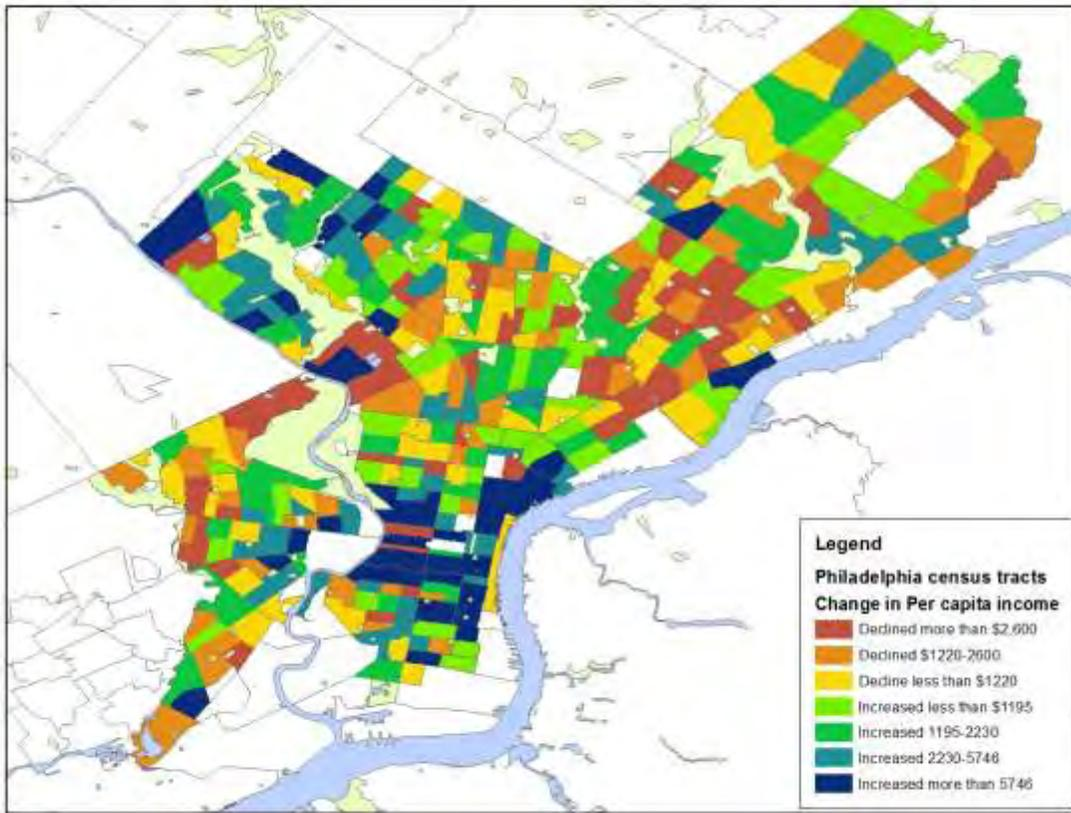 Legend
Philadelphia census tracts
Change in Per capita income
Declined more than $2,600
Declined $1220-2600
Decline less than $1220
Increased less than $1195
Increased 1195-2230
Increased 2230-5746
Increased more than 5746